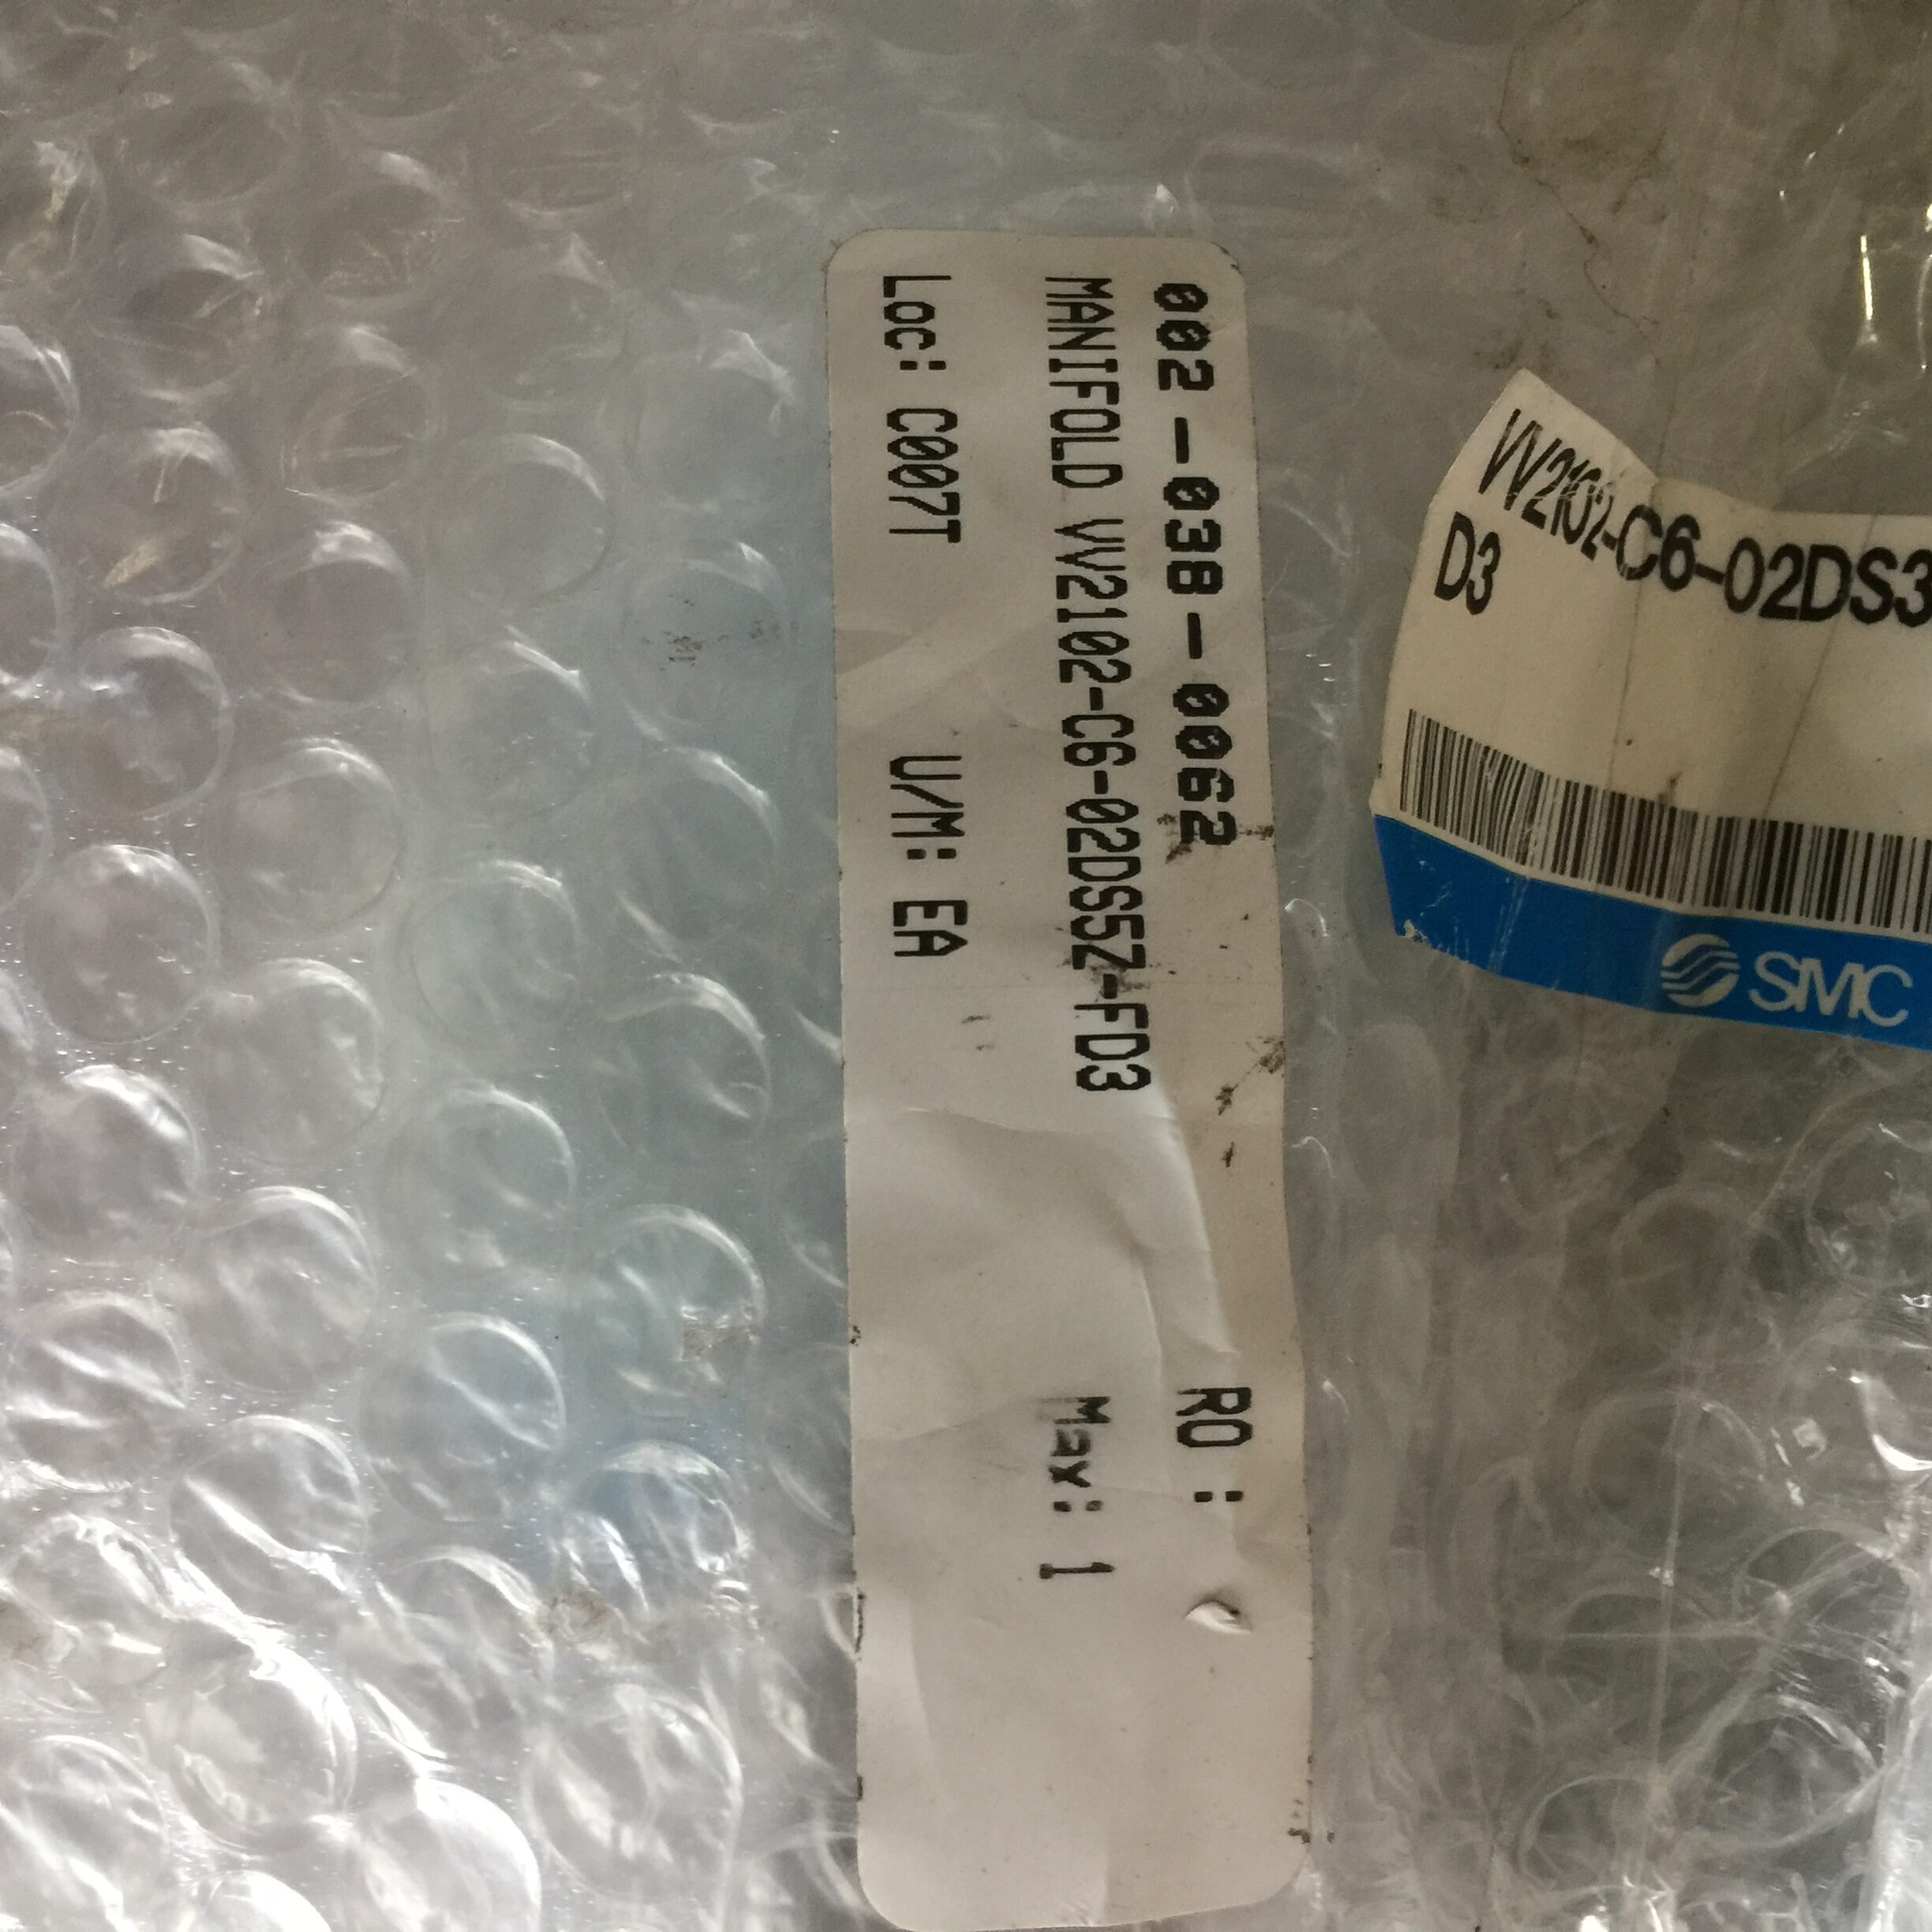 002-038-0062
RO:
MANIFOLD VV2102-C6-02DS5Z-FD3
Max: 1
Loc: C007T U/M: EA
VV2102-C6-02DS3
D3
SMC